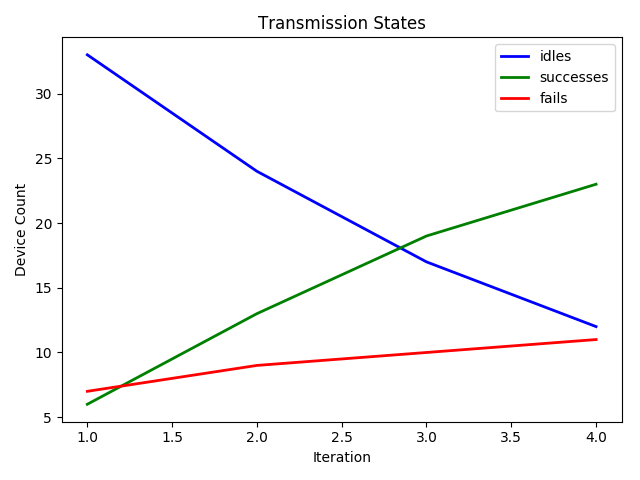 Transmission States
idles
successes
fails
Device Count
30
25
20
15
10
5
1.0 1.5 2.0 2.5 3.0 3.5 4.0
Iteration